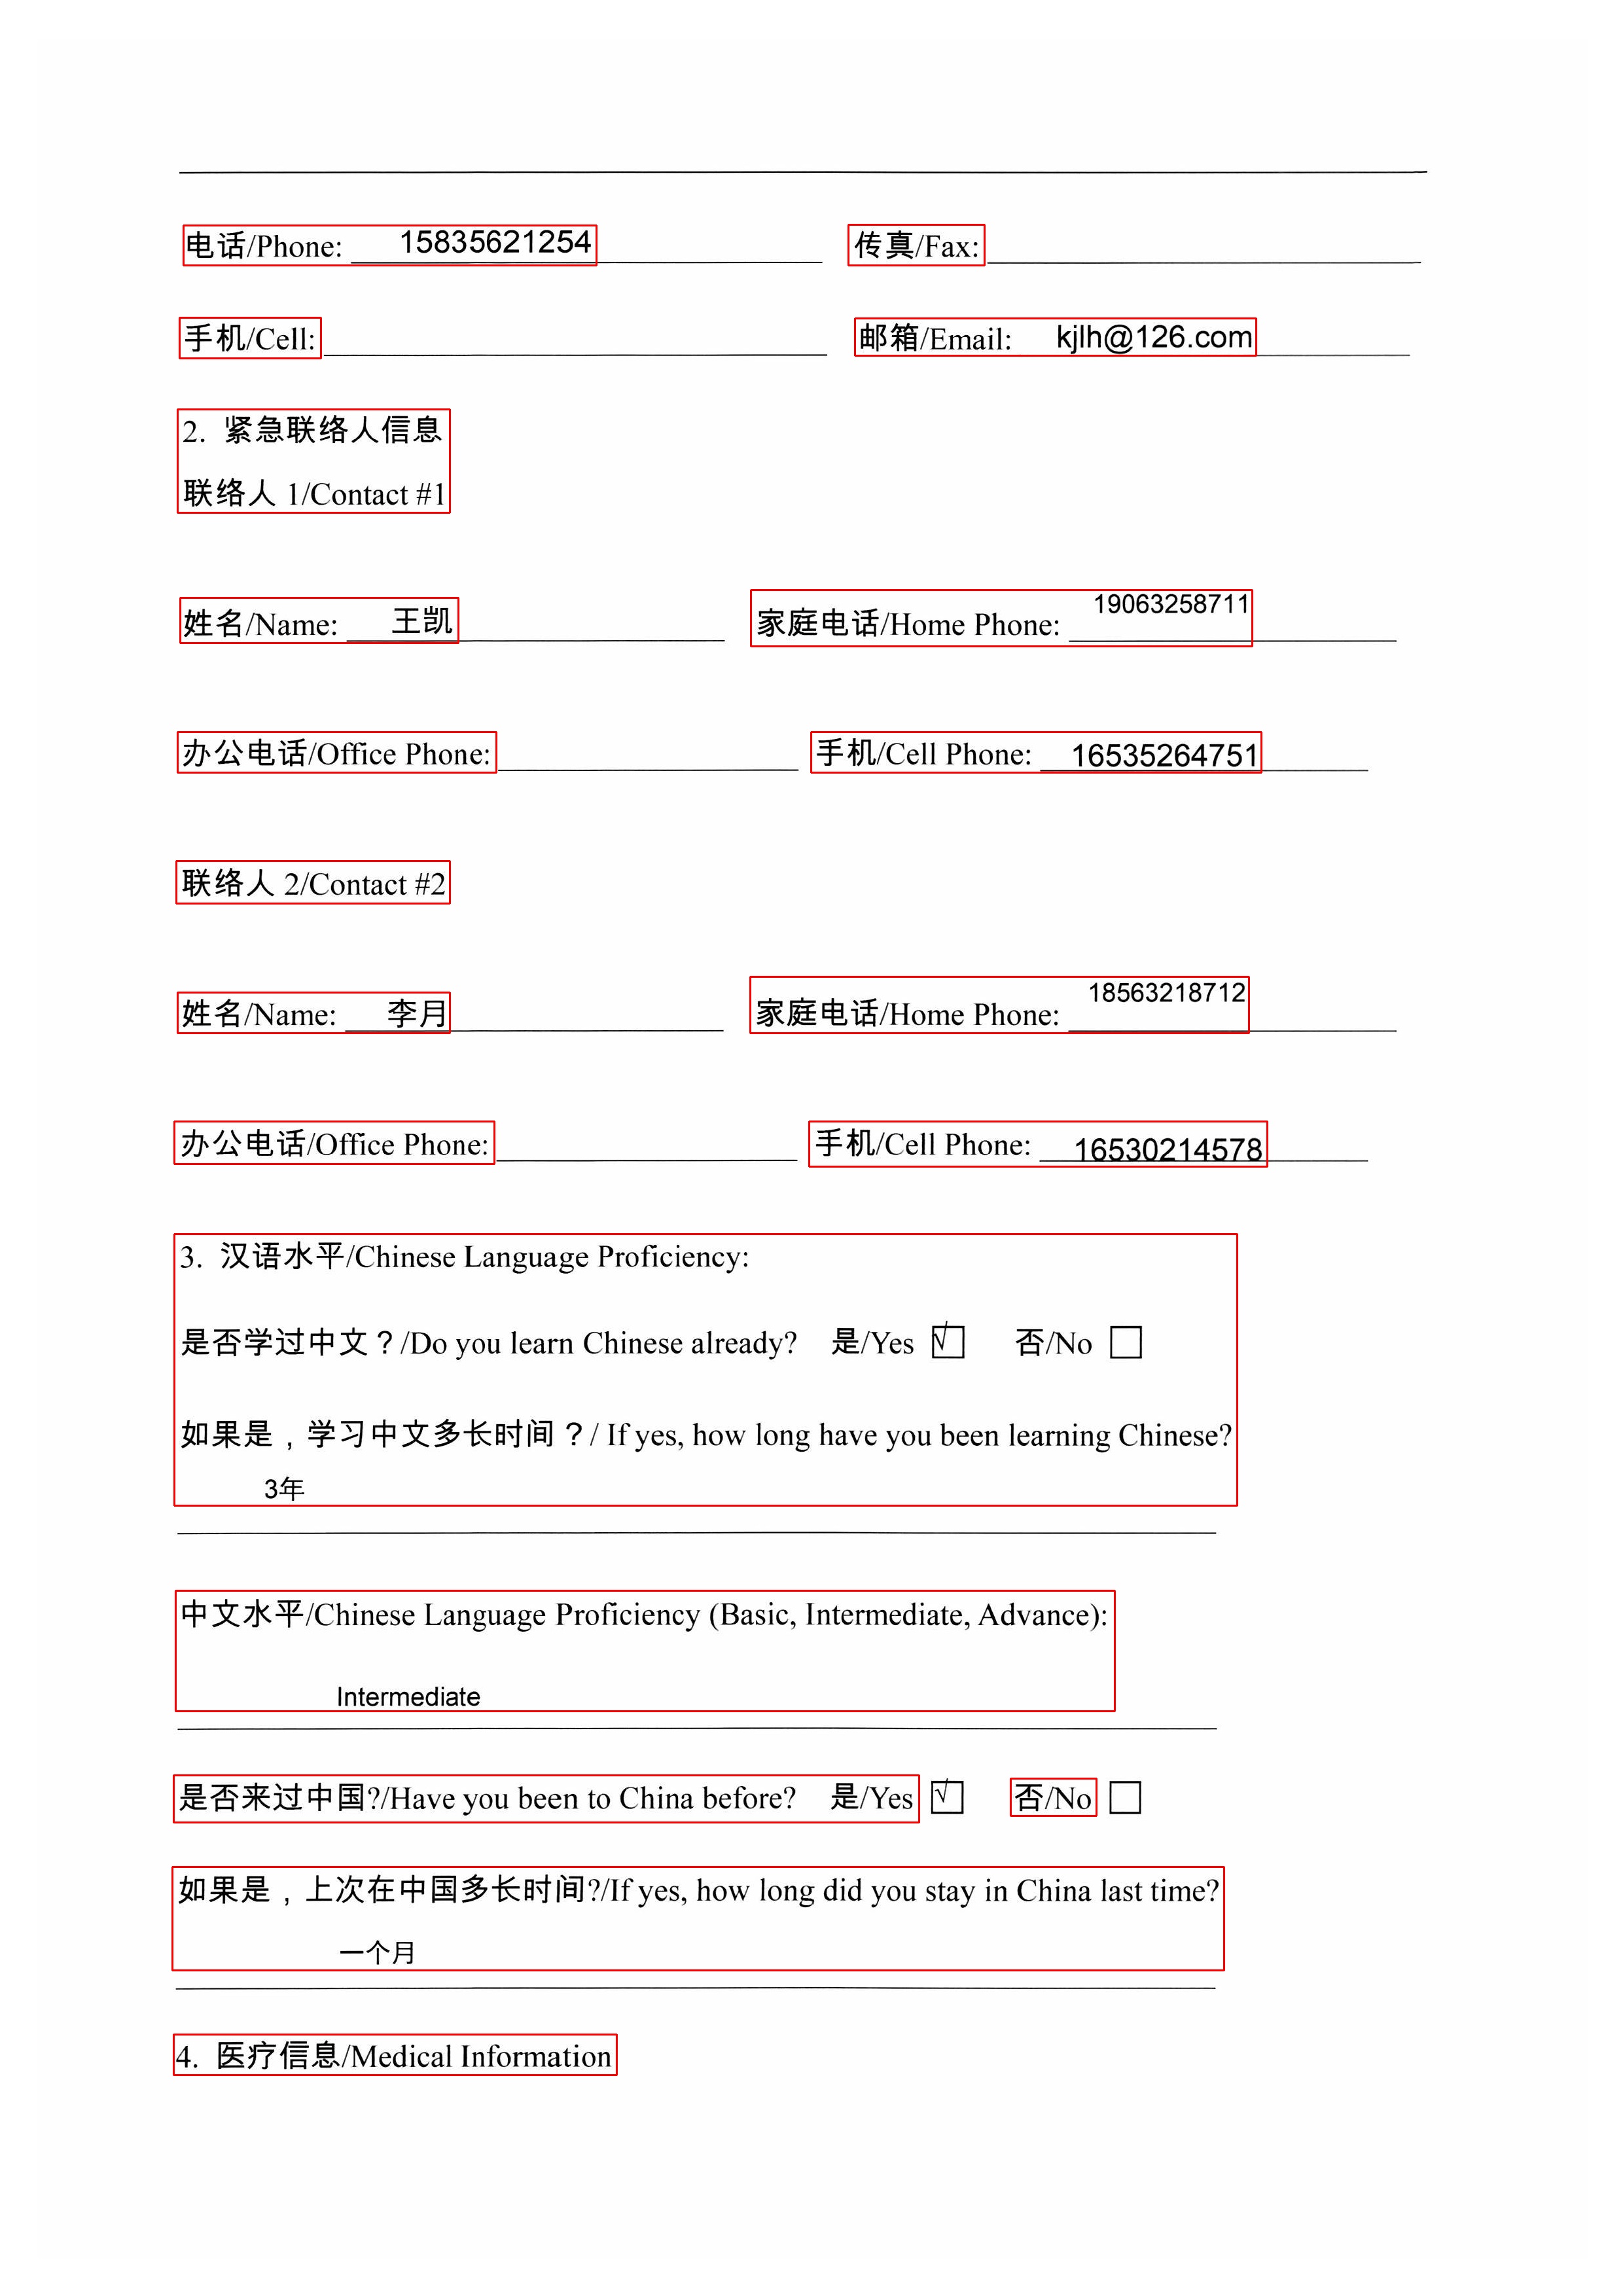 电话/Phone: 15835621254 传真/Fax:
手机/Cell: 邮箱/Email: kjlh@126.com
2. 紧急联络人信息
联络人 1/Contact #1
姓名/Name: 王凯 家庭电话/Home Phone: 19063258711
办公电话/Office Phone: 手机/Cell Phone: 16535264751
联络人 2/Contact #2
姓名/Name: 李月 家庭电话/Home Phone: 18563218712
办公电话/Office Phone: 手机/Cell Phone: 16530214578
3. 汉语水平/Chinese Language Proficiency:
是否学过中文？/Do you learn Chinese already? 是/Yes √ 否/No
如果是，学习中文多长时间？/ If yes, how long have you been learning Chinese?
3年
中文水平/Chinese Language Proficiency (Basic, Intermediate, Advance):
Intermediate
是否来过中国?/Have you been to China before? 是/Yes √ 否/No
如果是，上次在中国多长时间?/If yes, how long did you stay in China last time?
一个月
4. 医疗信息/Medical Information